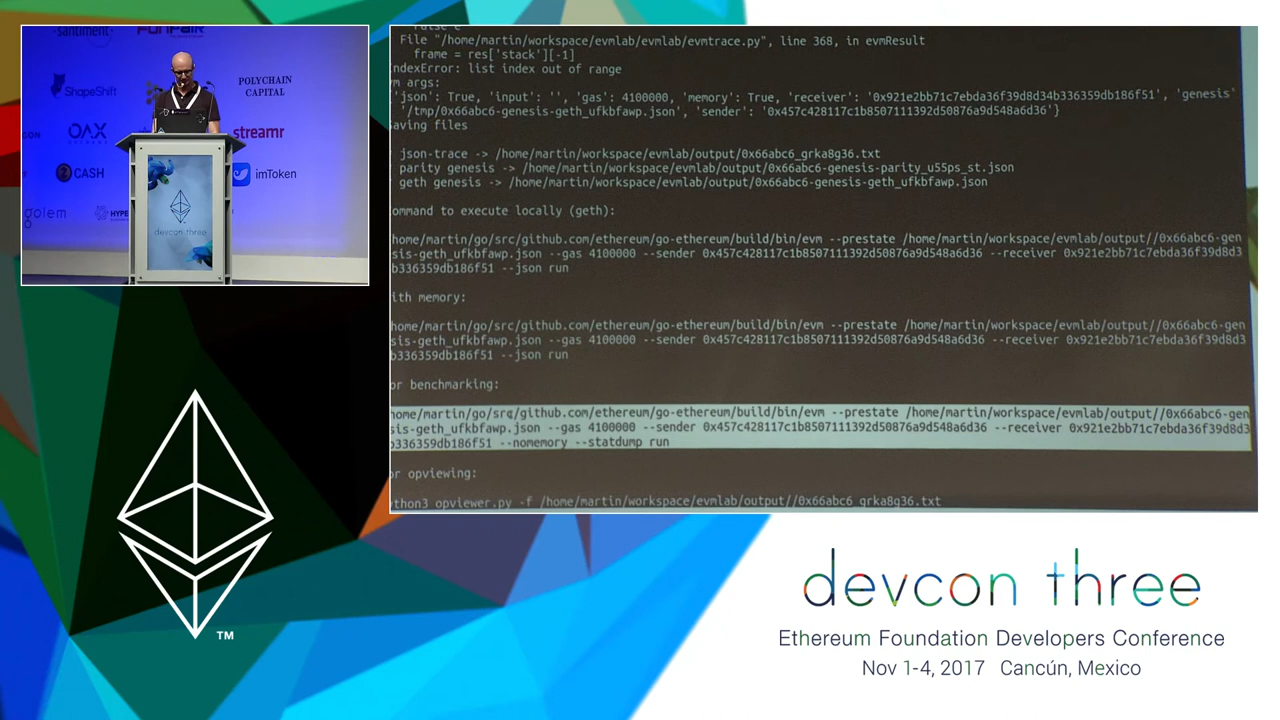 santiment
FUNFAIR
ShapeShift
POLYCHAIN
CAPITAL
OAX
streamr
CASH
imToken
golem
devcon three
File "/home/martin/workspace/evmlab/evmlab/evmtrace.py", line 368, in evmResult
frame = res['stack'][-1]
ndexError: list index out of range
m args:
'json': True, 'input': '', 'gas': 4100000, 'memory': True, 'receiver': '0x921e2bb71c7ebda36f39d8d34b336359db186f51', 'genesis'
'/tmp/0x66abc6-genesis-geth_ufkbfawp.json', 'sender': '0x457c428117c1b8507111392d50876a9d548a6d36'}
aving files
json-trace -> /home/martin/workspace/evmlab/output/0x66abc6_grka8g36.txt
parity genesis -> /home/martin/workspace/evmlab/output/0x66abc6-genesis-parity_u55ps_st.json
geth genesis -> /home/martin/workspace/evmlab/output/0x66abc6-genesis-geth_ufkbfawp.json
ommand to execute locally (geth):
home/martin/go/src/github.com/ethereum/go-ethereum/build/bin/evm --prestate /home/martin/workspace/evmlab/output//0x66abc6-gen
sis-geth_ufkbfawp.json --gas 4100000 --sender 0x457c428117c1b8507111392d50876a9d548a6d36 --receiver 0x921e2bb71c7ebda36f39d8d3
b336359db186f51 --json run
ith memory:
home/martin/go/src/github.com/ethereum/go-ethereum/build/bin/evm --prestate /home/martin/workspace/evmlab/output//0x66abc6-gen
sis-geth_ufkbfawp.json --gas 4100000 --sender 0x457c428117c1b8507111392d50876a9d548a6d36 --receiver 0x921e2bb71c7ebda36f39d8d3
b336359db186f51 --json run
or benchmarking:
home/martin/go/src/github.com/ethereum/go-ethereum/build/bin/evm --prestate /home/martin/workspace/evmlab/output//0x66abc6-gen
sis-geth_ufkbfawp.json --gas 4100000 --sender 0x457c428117c1b8507111392d50876a9d548a6d36 --receiver 0x921e2bb71c7ebda36f39d8d3
b336359db186f51 --nomemory --statdump run
or opviewing:
ython3 opviewer.py -f /home/martin/workspace/evmlab/output//0x66abc6_grka8g36.txt
TM
devcon three
Ethereum Foundation Developers Conference
Nov 1-4, 2017 Cancún, Mexico